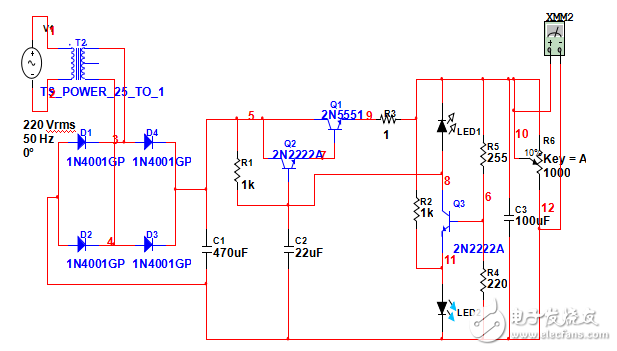 XMM2
V1
T2
TS_POWER_25_TO_1
220 Vrms
50 Hz
0°
D1
D4
3
1N4001GP
1N4001GP
D2
D3
4
1N4001GP
1N4001GP
5
Q1
2N5551
9
R3
1
Q2
7
2N2222A
R1
1k
C1
470uF
C2
22uF
LED1
8
R2
1k
Q3
2N2222A
11
LED2
R5
255
6
R4
220
C3
100uF
10
10%
R6
Key = A
1000
12
电子发烧友
www.elecfans.com